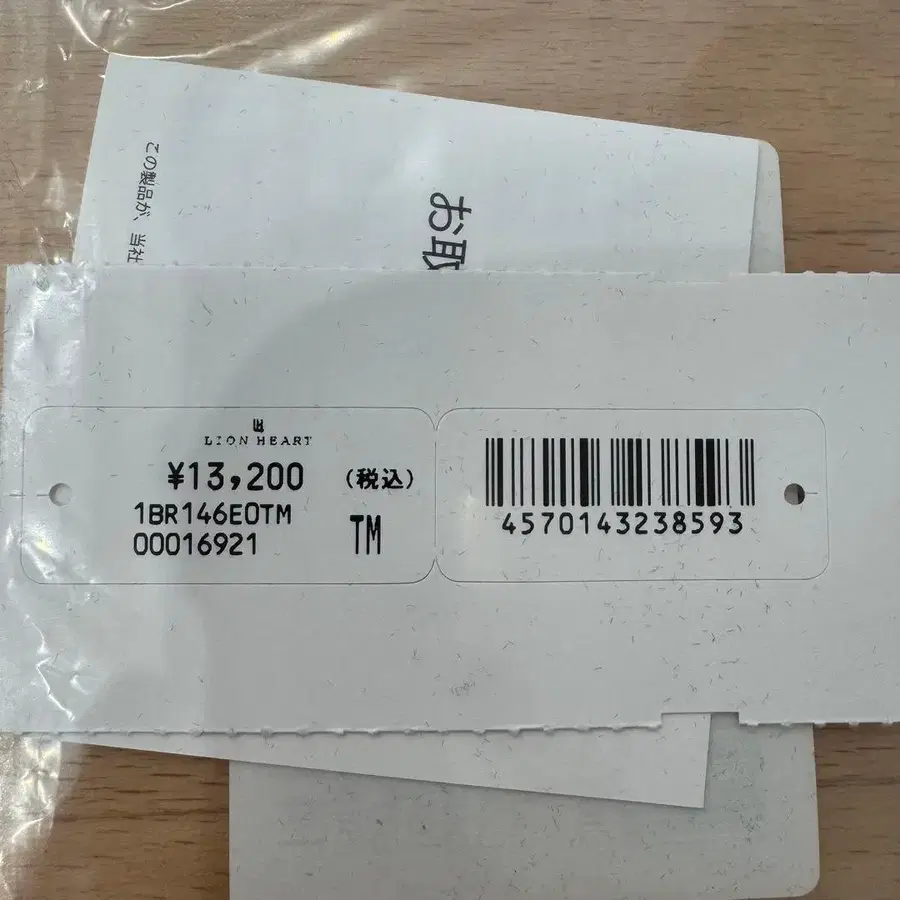 この製品が、当社
お取
LION HEART
¥13,200 (税込)
1BR146E0TM
00016921 TM
4570143238593